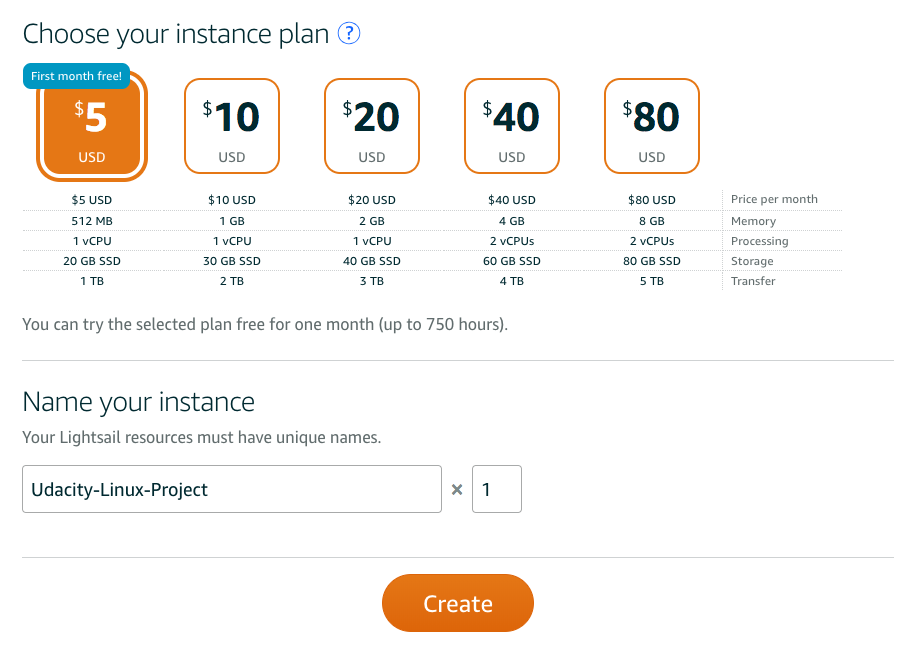 Choose your instance plan ?
First month free!
$5 $10 $20 $40 $80
USD USD USD USD USD
$5 USD $10 USD $20 USD $40 USD $80 USD Price per month
512 MB 1 GB 2 GB 4 GB 8 GB Memory
1 vCPU 1 vCPU 1 vCPU 2 vCPUs 2 vCPUs Processing
20 GB SSD 30 GB SSD 40 GB SSD 60 GB SSD 80 GB SSD Storage
1 TB 2 TB 3 TB 4 TB 5 TB Transfer
You can try the selected plan free for one month (up to 750 hours).
Name your instance
Your Lightsail resources must have unique names.
Udacity-Linux-Project × 1
Create